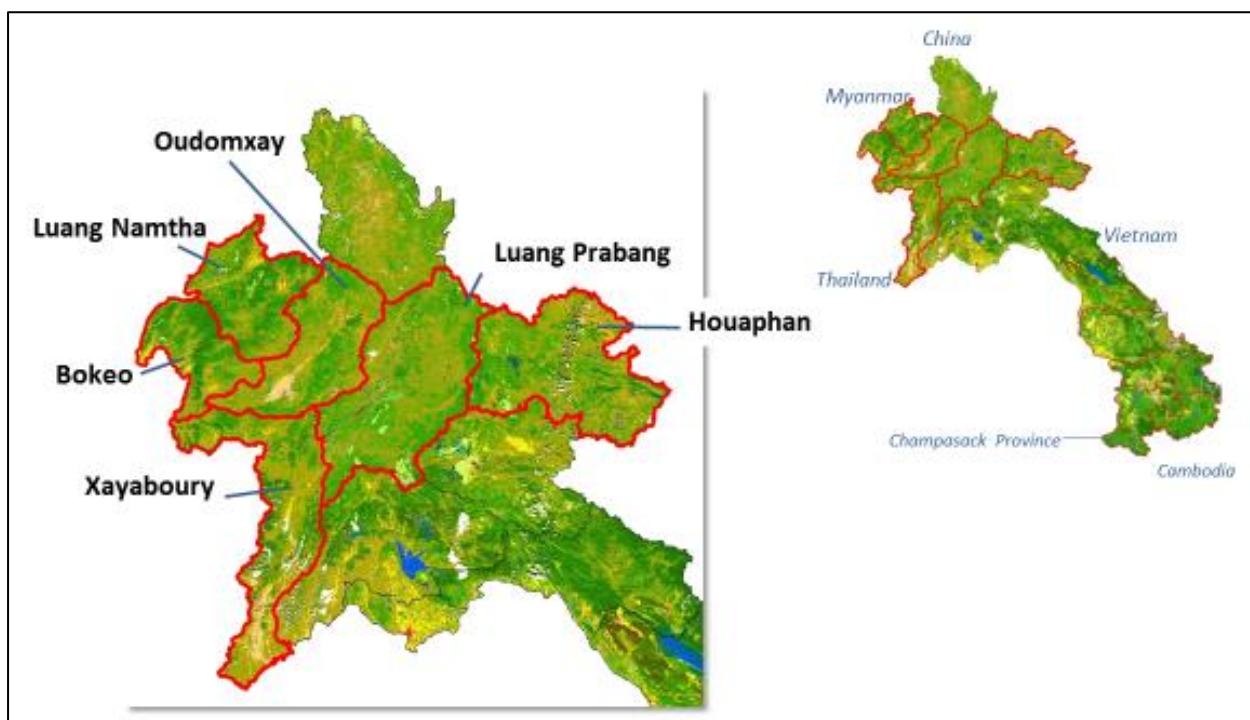 China
Myanmar
Oudomxay
Luang Namtha
Luang Prabang
Houaphan
Bokeo
Xayaboury
Vietnam
Thailand
Champasack Province
Cambodia